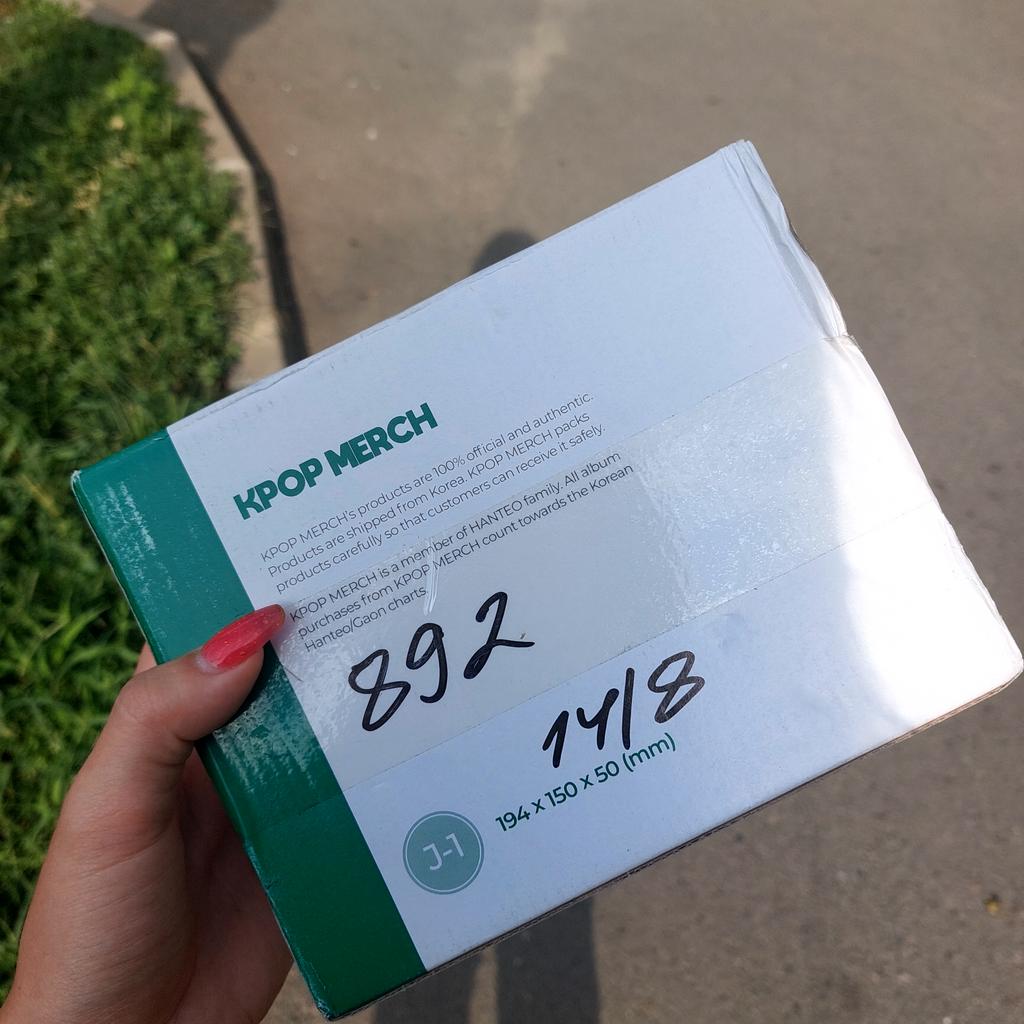 KPOP MERCH
KPOP MERCH's products are 100% official and authentic.
Products are shipped from Korea. KPOP MERCH packs
products carefully so that customers can receive it safely.
KPOP MERCH is a member of HANTEO family. All album
purchases from KPOP MERCH count towards the Korean
Hanteo/Gaon charts.
892
14/8
194 x 150 x 50 (mm)
J-1